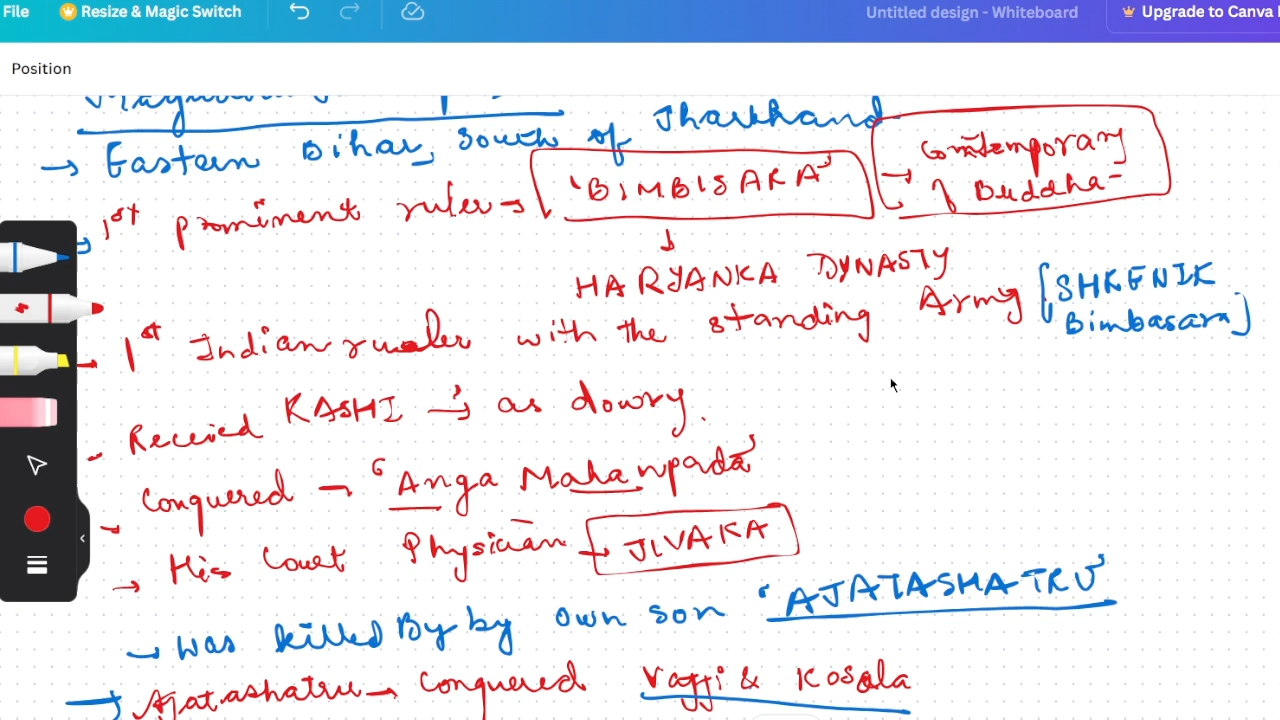 File Resize & Magic Switch Untitled design - Whiteboard Upgrade to Canva
Position
→ Eastern Bihar, South of Jharkhand
→ 1st prominent ruler → 'BIMBISARA'
→ Contemporary
of Buddha -
↓
HARYANKA DYNASTY
→ 1st Indian ruler with the standing Army [SHRENIK
Bimbasara]
- Received KASHI → as dowry.
→ Conquered → 'Anga Mahanpada'
→ His Court Physician → JIVAKA
→ was killed By by own son 'AJATASHATRU'
→ Ajatashatru → Conquered Vajji & Kosala